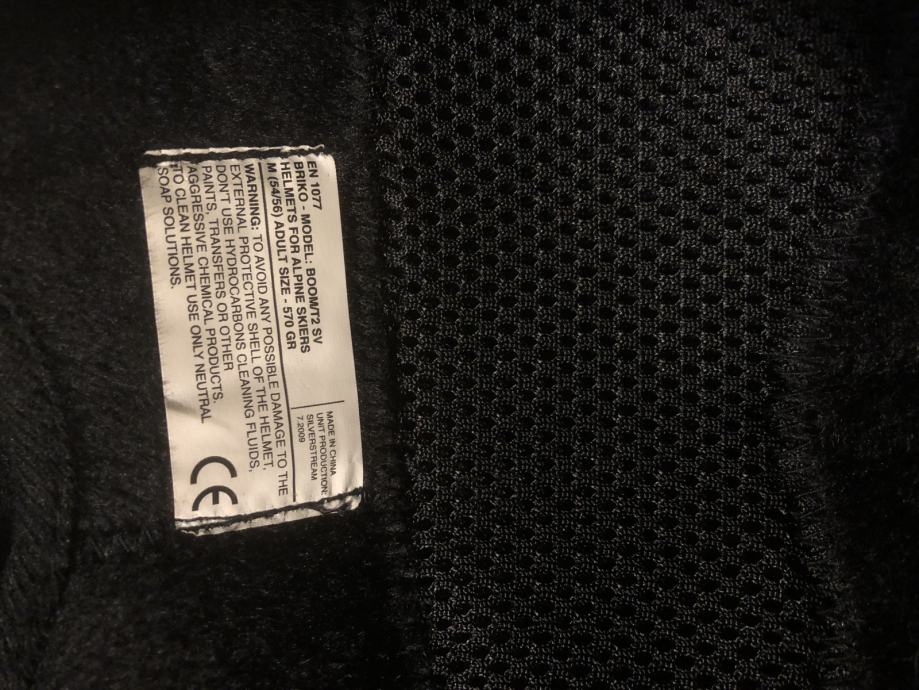 EN 1077
BRIKO - MODEL: BOOM/T2 SV
HELMETS FOR ALPINE SKIERS
M (54/56) ADULT SIZE - 570 GR
MADE IN CHINA
UNIT PRODUCTION:
SILVERSTREAM
7.2009
WARNING: TO AVOID ANY POSSIBLE DAMAGE TO THE
EXTERNAL PROTECTIVE SHELL OF THE HELMET,
DON'T USE HYDROCARBONS CLEANING FLUIDS,
PAINTS, TRANSFERS OR OTHER
AGGRESSIVE CHEMICAL PRODUCTS.
TO CLEAN HELMET USE ONLY NEUTRAL
SOAP SOLUTIONS.
CE